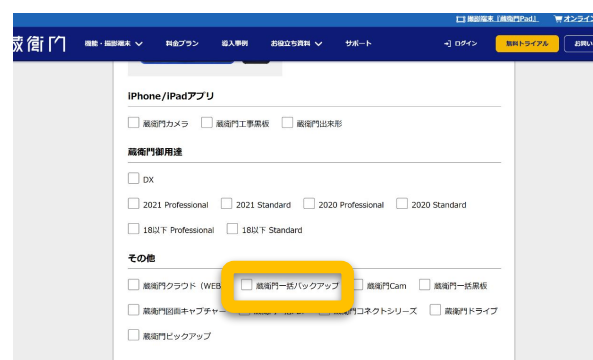 撮影端末「蔵衛門Pad」 オンライン
蔵衛門 機能・撮影端末 料金プラン 導入事例 お役立ち資料 サポート ログイン 無料トライアル お問い
iPhone/iPadアプリ
蔵衛門カメラ 蔵衛門工事黒板 蔵衛門出来形
蔵衛門御用達
DX
2021 Professional 2021 Standard 2020 Professional 2020 Standard
18以下 Professional 18以下 Standard
その他
蔵衛門クラウド（WEB 蔵衛門一括バックアップ 蔵衛門Cam 蔵衛門一括黒板
蔵衛門図面キャプチャー 蔵衛門コネクトシリーズ 蔵衛門ドライブ
蔵衛門ピックアップ